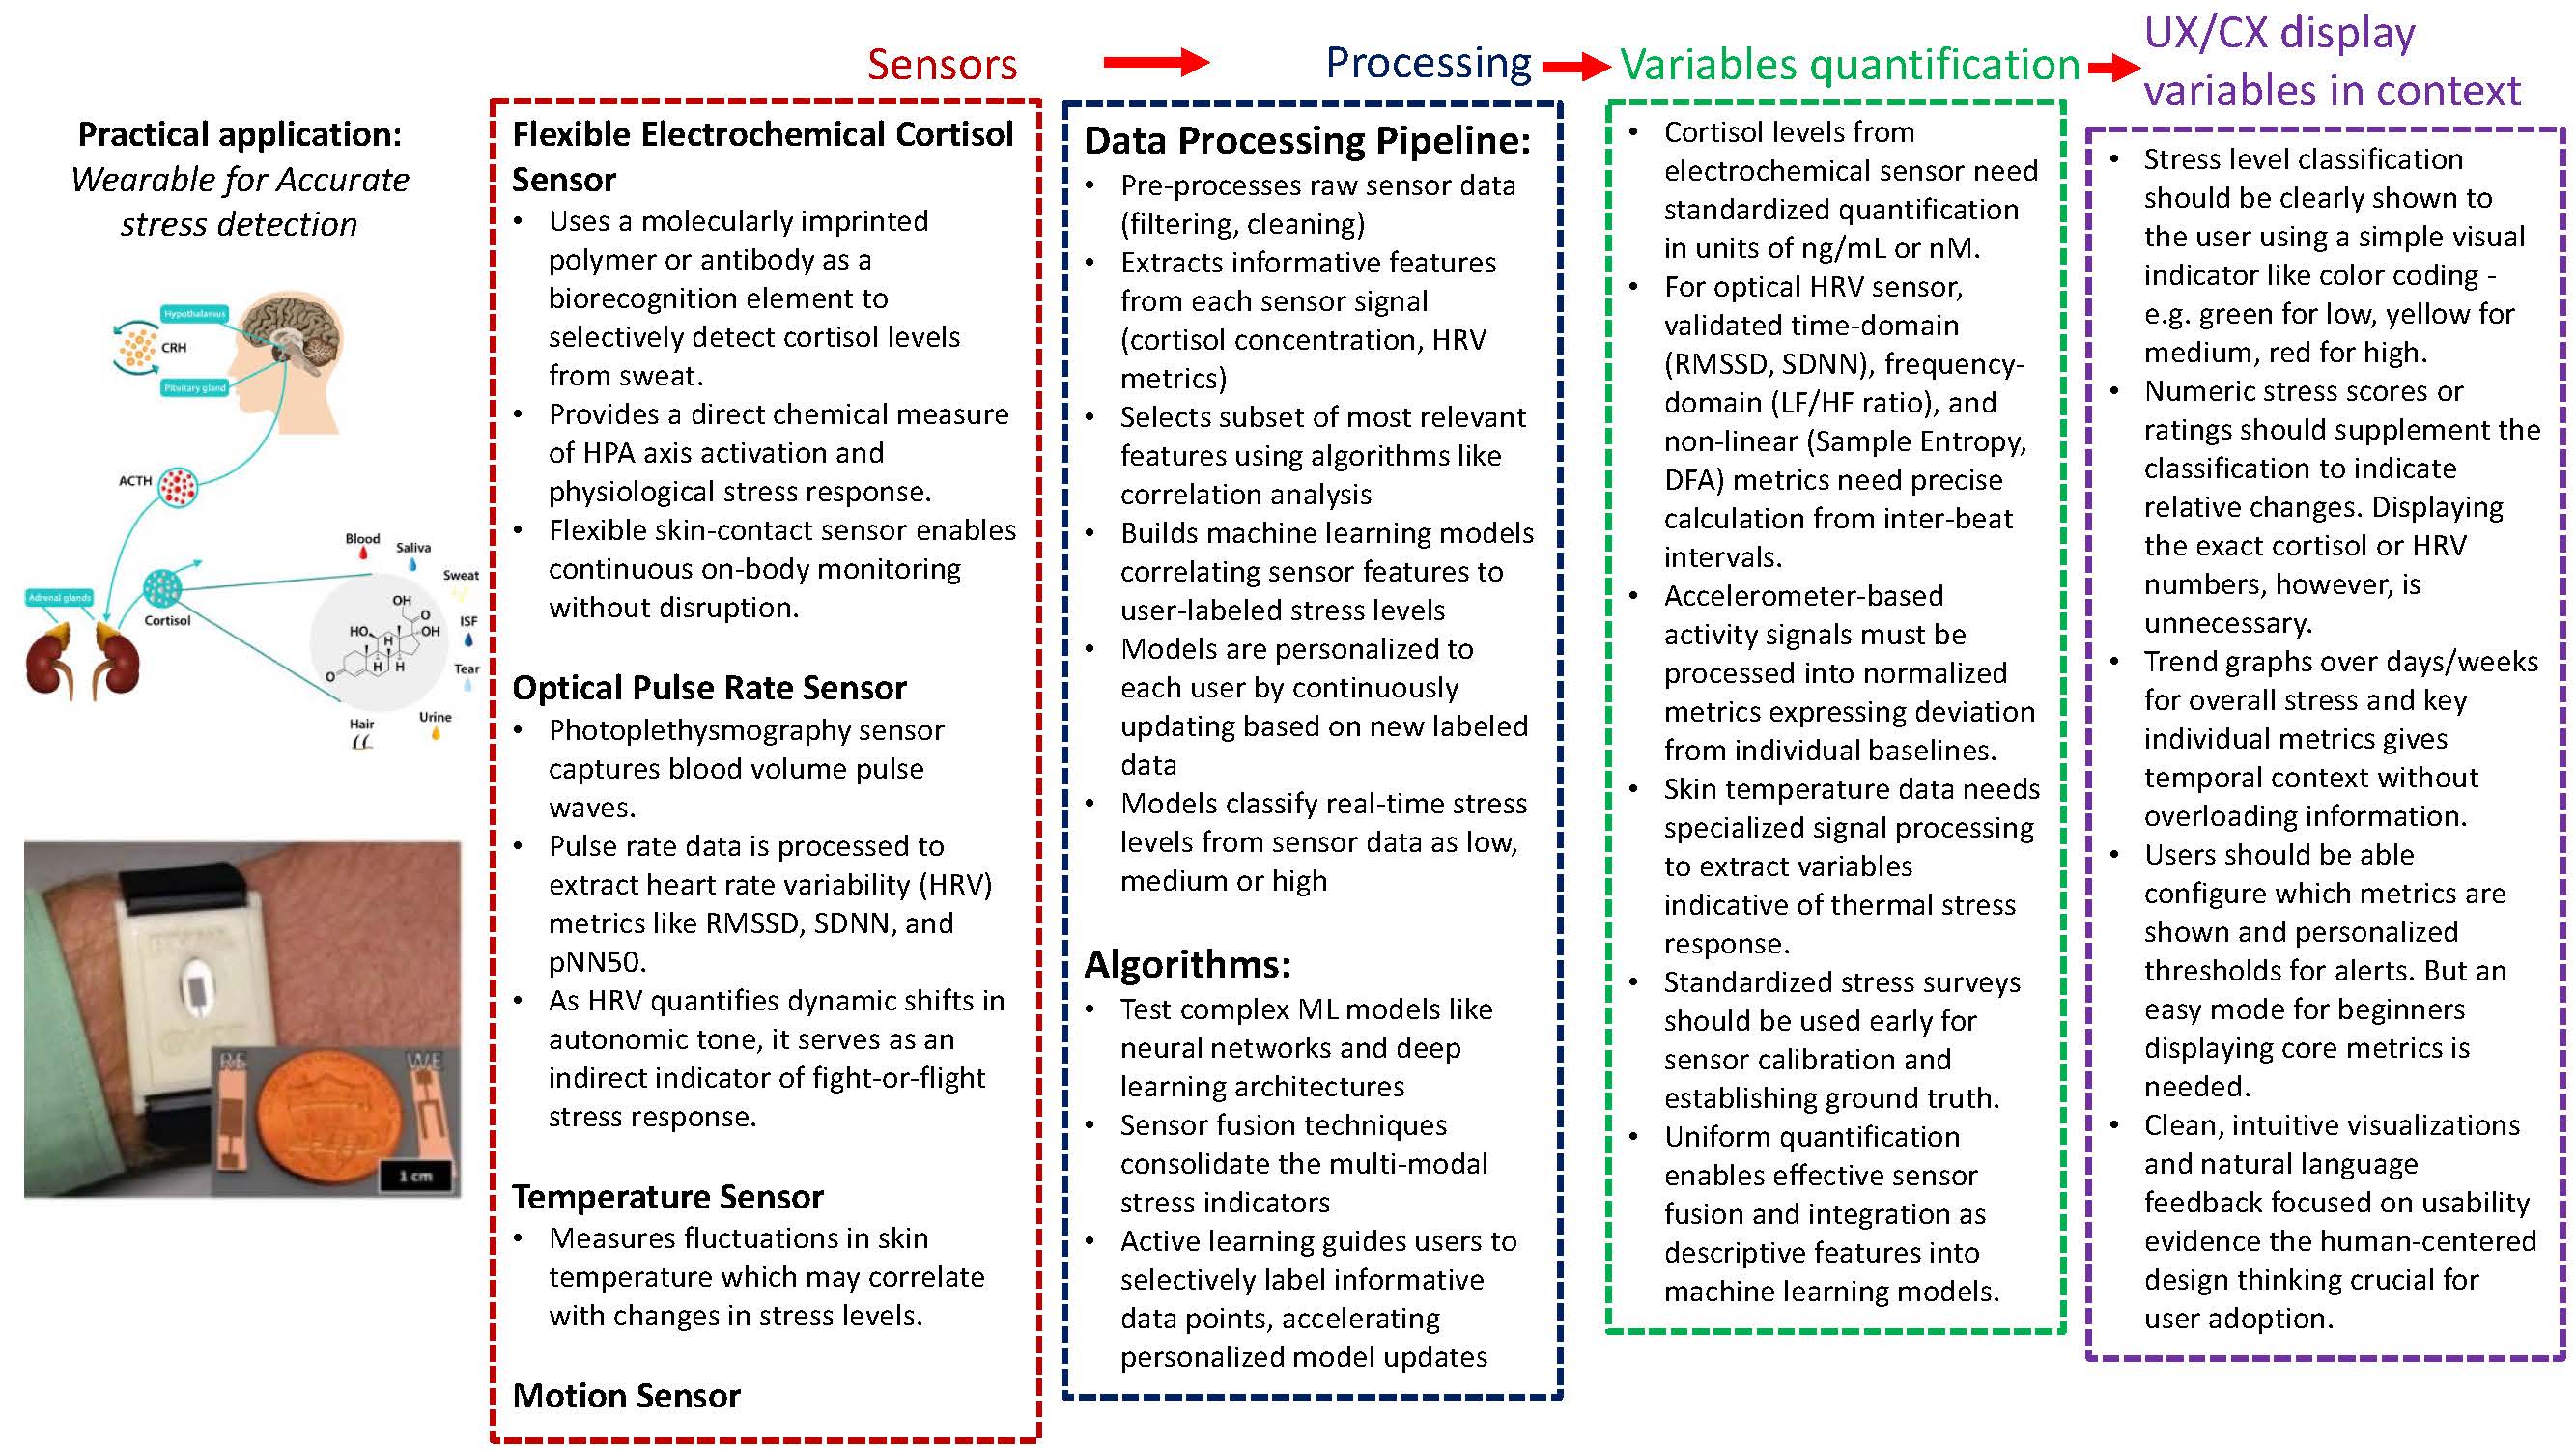 Sensors
Processing
Variables quantification
UX/CX display
variables in context
Practical application:
Wearable for Accurate
stress detection
Hypothalamus
CRH
Pituitary gland
ACTH
Blood
Saliva
Sweat
ISF
Tear
Urine
Hair
Adrenal glands
Cortisol
OH
O
OH
HO
H
H
H
O
RE
WE
1 cm
Flexible Electrochemical Cortisol
Sensor
• Uses a molecularly imprinted
polymer or antibody as a
biorecognition element to
selectively detect cortisol levels
from sweat.
• Provides a direct chemical measure
of HPA axis activation and
physiological stress response.
• Flexible skin-contact sensor enables
continuous on-body monitoring
without disruption.
Optical Pulse Rate Sensor
• Photoplethysmography sensor
captures blood volume pulse
waves.
• Pulse rate data is processed to
extract heart rate variability (HRV)
metrics like RMSSD, SDNN, and
pNN50.
• As HRV quantifies dynamic shifts in
autonomic tone, it serves as an
indirect indicator of fight-or-flight
stress response.
Temperature Sensor
• Measures fluctuations in skin
temperature which may correlate
with changes in stress levels.
Motion Sensor
Data Processing Pipeline:
• Pre-processes raw sensor data
(filtering, cleaning)
• Extracts informative features
from each sensor signal
(cortisol concentration, HRV
metrics)
• Selects subset of most relevant
features using algorithms like
correlation analysis
• Builds machine learning models
correlating sensor features to
user-labeled stress levels
• Models are personalized to
each user by continuously
updating based on new labeled
data
• Models classify real-time stress
levels from sensor data as low,
medium or high
Algorithms:
• Test complex ML models like
neural networks and deep
learning architectures
• Sensor fusion techniques
consolidate the multi-modal
stress indicators
• Active learning guides users to
selectively label informative
data points, accelerating
personalized model updates
• Cortisol levels from
electrochemical sensor need
standardized quantification
in units of ng/mL or nM.
• For optical HRV sensor,
validated time-domain
(RMSSD, SDNN), frequency-
domain (LF/HF ratio), and
non-linear (Sample Entropy,
DFA) metrics need precise
calculation from inter-beat
intervals.
• Accelerometer-based
activity signals must be
processed into normalized
metrics expressing deviation
from individual baselines.
• Skin temperature data needs
specialized signal processing
to extract variables
indicative of thermal stress
response.
• Standardized stress surveys
should be used early for
sensor calibration and
establishing ground truth.
• Uniform quantification
enables effective sensor
fusion and integration as
descriptive features into
machine learning models.
• Stress level classification
should be clearly shown to
the user using a simple visual
indicator like color coding -
e.g. green for low, yellow for
medium, red for high.
• Numeric stress scores or
ratings should supplement the
classification to indicate
relative changes. Displaying
the exact cortisol or HRV
numbers, however, is
unnecessary.
• Trend graphs over days/weeks
for overall stress and key
individual metrics gives
temporal context without
overloading information.
• Users should be able
configure which metrics are
shown and personalized
thresholds for alerts. But an
easy mode for beginners
displaying core metrics is
needed.
• Clean, intuitive visualizations
and natural language
feedback focused on usability
evidence the human-centered
design thinking crucial for
user adoption.